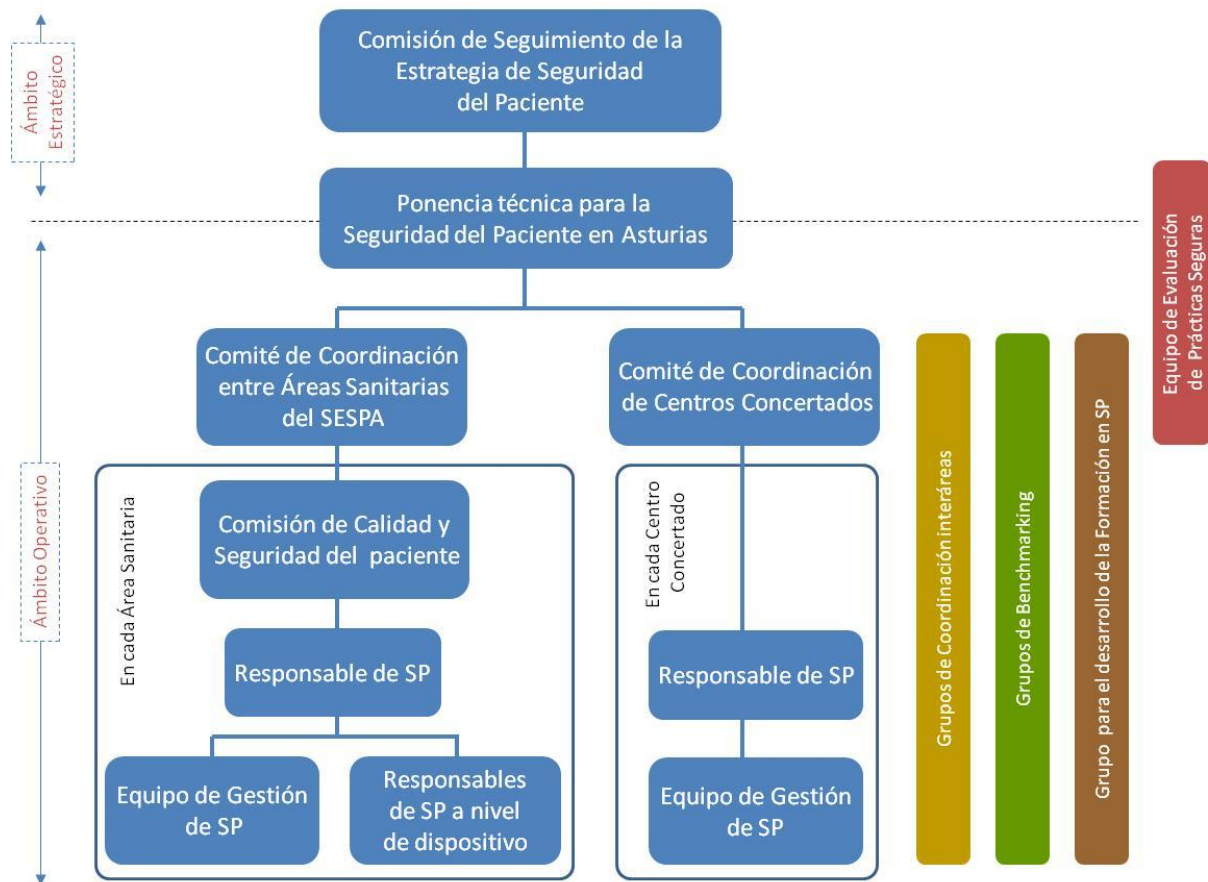 Ámbito
Estratégico
Comisión de Seguimiento de la
Estrategia de Seguridad
del Paciente
Ponencia técnica para la
Seguridad del Paciente en Asturias
Equipo de Evaluación
de Prácticas Seguras
Ámbito Operativo
Comité de Coordinación
entre Áreas Sanitarias
del SESPA
Comité de Coordinación
de Centros Concertados
En cada Área Sanitaria
Comisión de Calidad y
Seguridad del paciente
Responsable de SP
Equipo de Gestión
de SP
Responsables
de SP a nivel
de dispositivo
En cada Centro
Concertado
Responsable de SP
Equipo de Gestión
de SP
Grupos de Coordinación interáreas
Grupos de Benchmarking
Grupo para el desarrollo de la Formación en SP